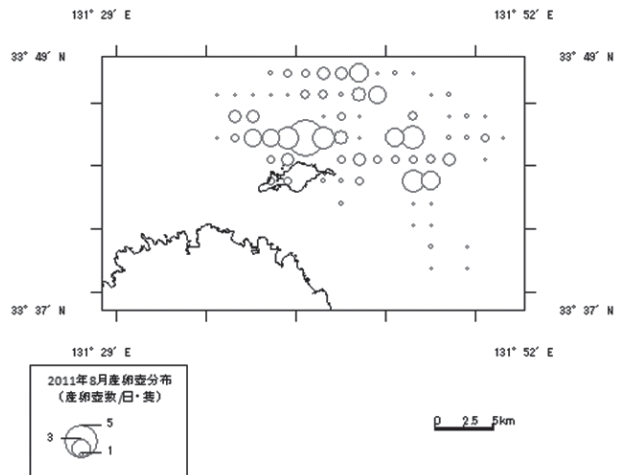 131° 29′ E 131° 52′ E
33° 49′ N 33° 49′ N
33° 37′ N 33° 37′ N
131° 29′ E 131° 52′ E
2011年8月産卵壺分布
(産卵壺数/日・
5
3
1
0 2.5 5km